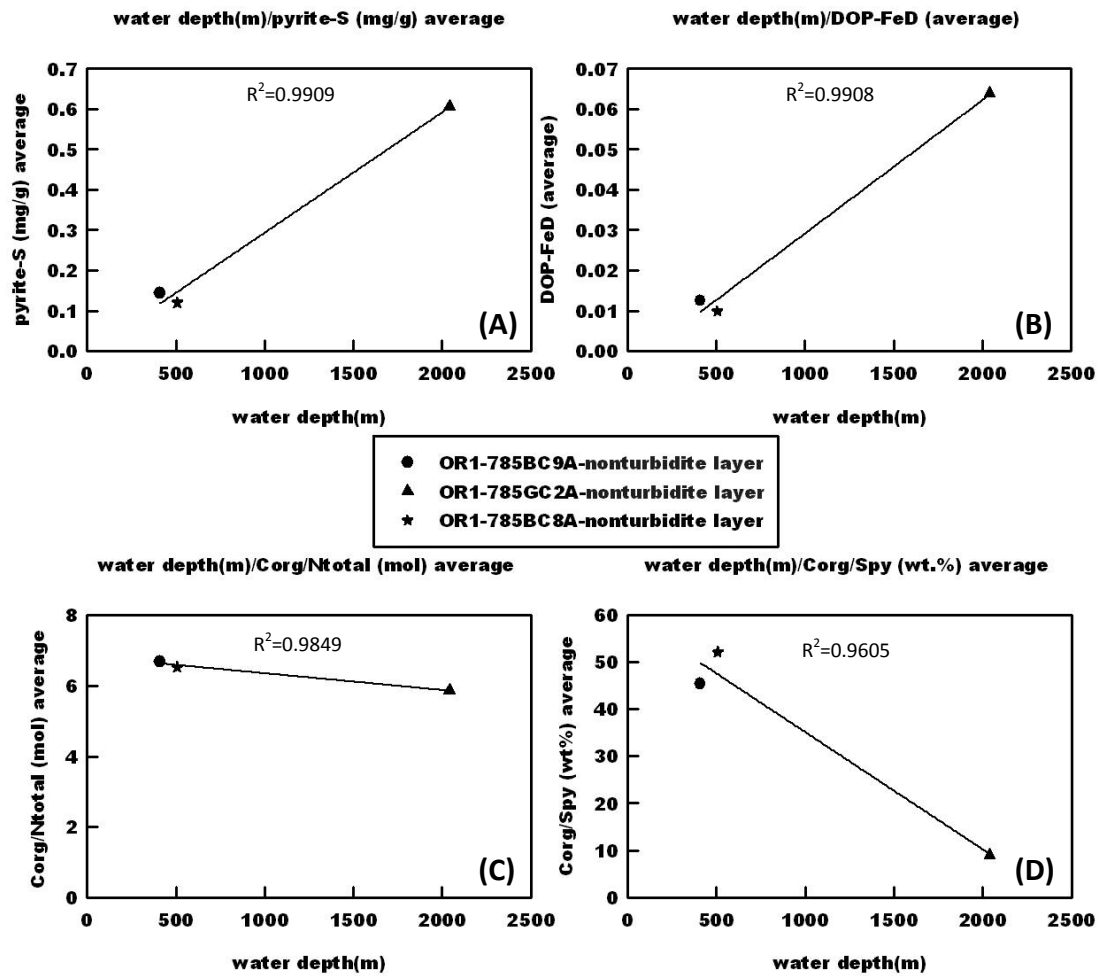 water depth(m)/pyrite-S (mg/g) average
pyrite-S (mg/g) average
0.7
0.6
0.5
0.4
0.3
0.2
0.1
0.0
R²=0.9909
(A)
0 500 1000 1500 2000 2500
water depth(m)
water depth(m)/DOP-FeD (average)
DOP-FeD (average)
0.07
0.06
0.05
0.04
0.03
0.02
0.01
0.00
R²=0.9908
(B)
0 500 1000 1500 2000 2500
water depth(m)
OR1-785BC9A-nonturbidite layer
OR1-785GC2A-nonturbidite layer
OR1-785BC8A-nonturbidite layer
water depth(m)/Corg/Ntotal (mol) average
Corg/Ntotal (mol) average
8
6
4
2
0
R²=0.9849
(C)
0 500 1000 1500 2000 2500
water depth(m)
water depth(m)/Corg/Spy (wt.%) average
Corg/Spy (wt%) average
60
50
40
30
20
10
0
R²=0.9605
(D)
0 500 1000 1500 2000 2500
water depth(m)